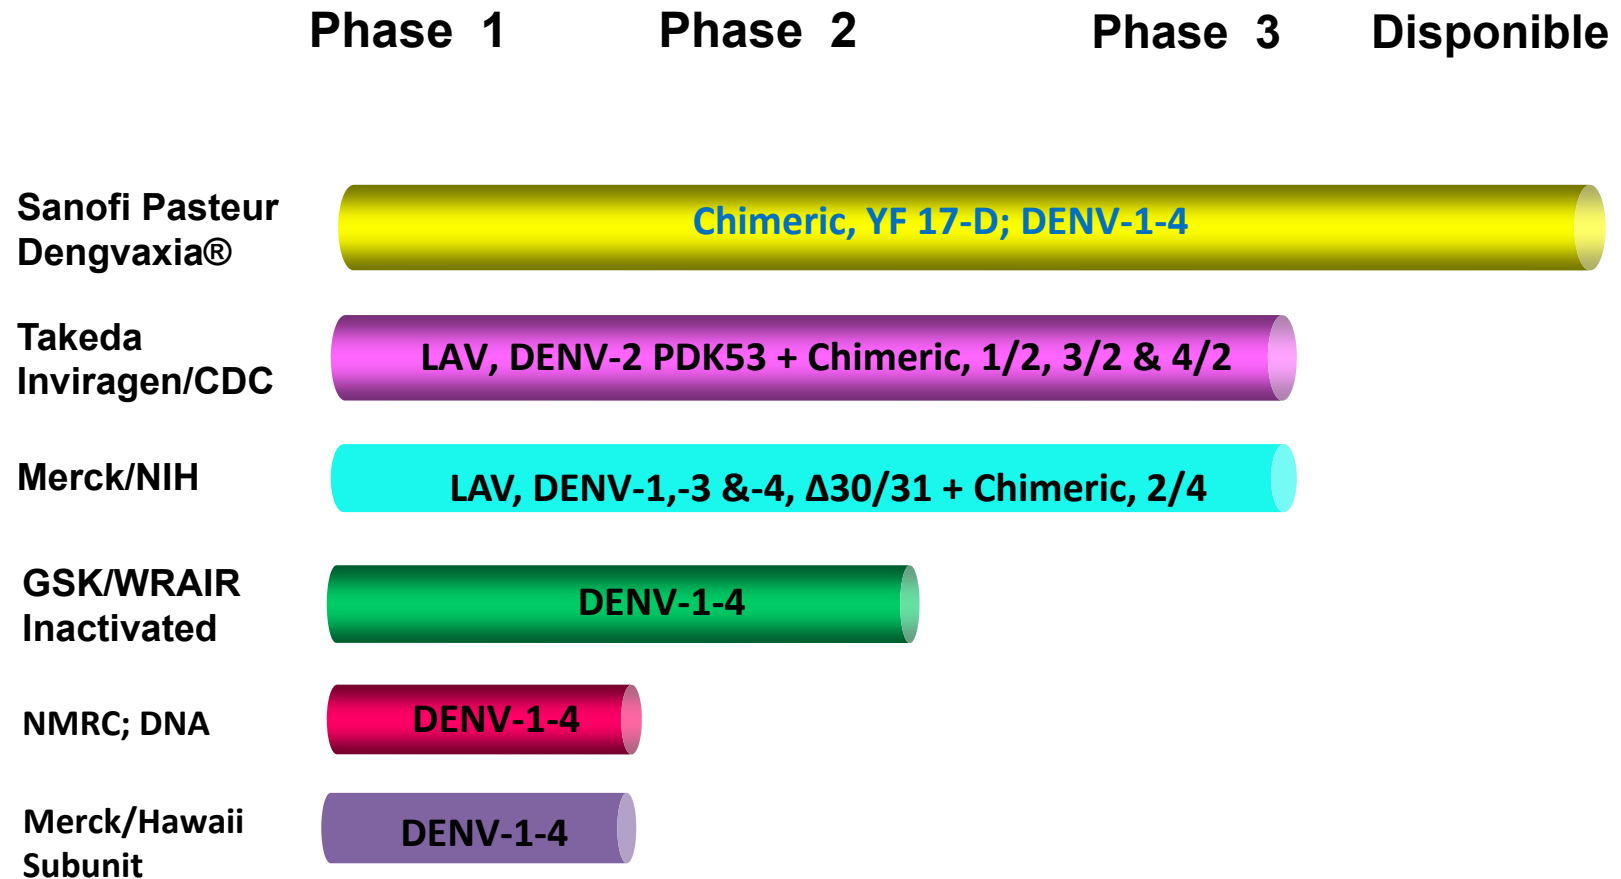 Phase 1 Phase 2 Phase 3 Disponible
Sanofi Pasteur
Dengvaxia®
Chimeric, YF 17-D; DENV-1-4
Takeda
Inviragen/CDC
LAV, DENV-2 PDK53 + Chimeric, 1/2, 3/2 & 4/2
Merck/NIH
LAV, DENV-1,-3 &-4, Δ30/31 + Chimeric, 2/4
GSK/WRAIR
Inactivated
DENV-1-4
NMRC; DNA
DENV-1-4
Merck/Hawaii
Subunit
DENV-1-4